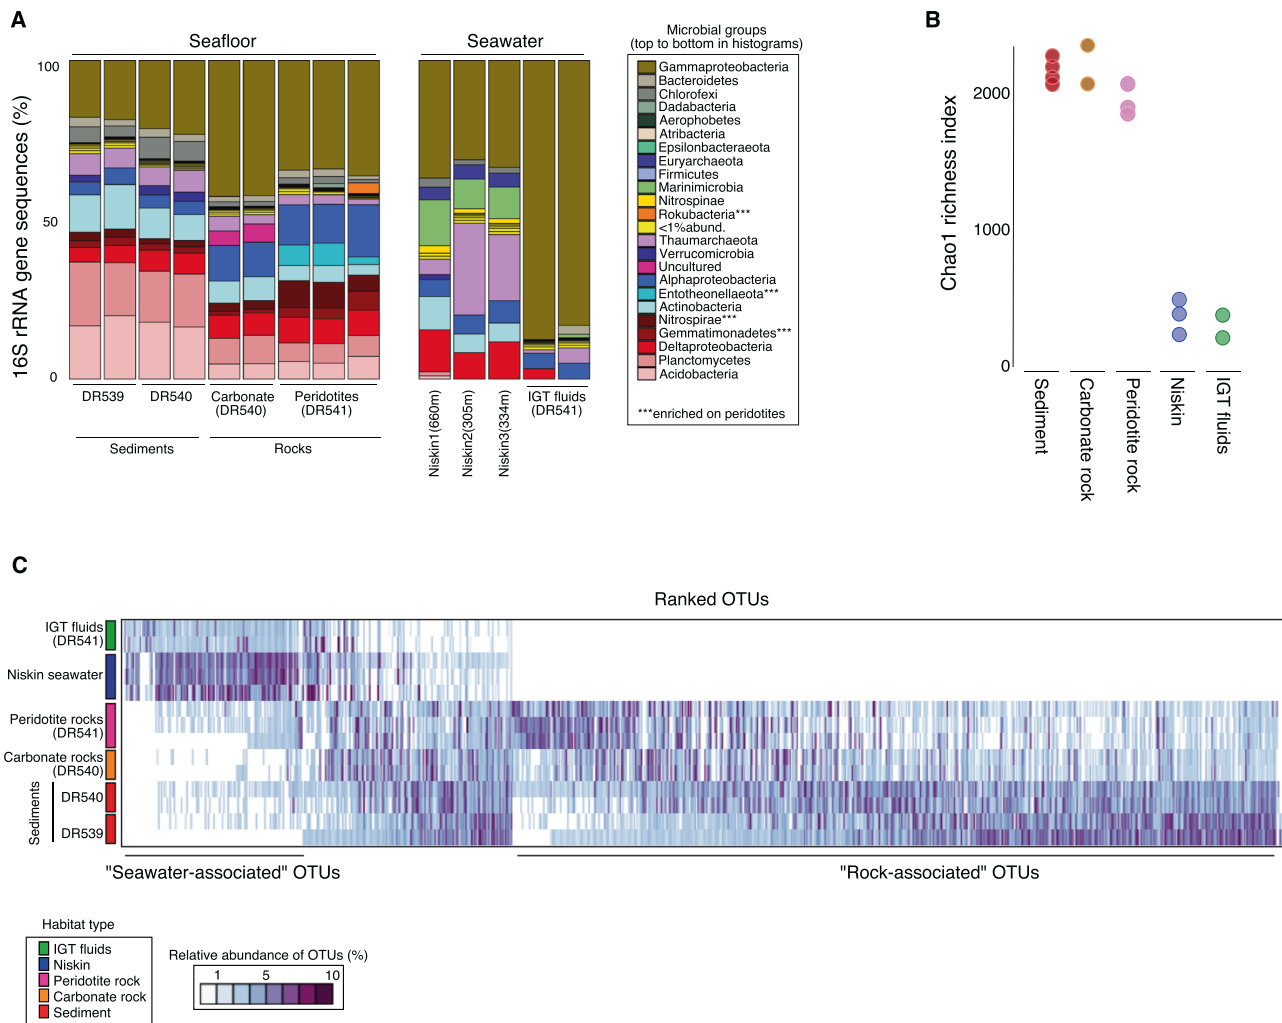 A
Seafloor
Seawater
16S rRNA gene sequences (%)
100
50
0
DR539
DR540
Carbonate
(DR540)
Peridotites
(DR541)
Sediments
Rocks
Niskin1(660m)
Niskin2(305m)
Niskin3(334m)
IGT fluids
(DR541)
Microbial groups
(top to bottom in histograms)
Gammaproteobacteria
Bacteroidetes
Chlorofexi
Dadabacteria
Aerophobetes
Atribacteria
Epsilonbacteraeota
Euryarchaeota
Firmicutes
Marinimicrobia
Nitrospinae
Rokubacteria***
<1%abund.
Thaumarchaeota
Verrucomicrobia
Uncultured
Alphaproteobacteria
Entotheonellaeota***
Actinobacteria
Nitrospirae***
Gemmatimonadetes***
Deltaproteobacteria
Planctomycetes
Acidobacteria
***enriched on peridotites
B
Chao1 richness index
2000
1000
0
Sediment
Carbonate rock
Peridotite rock
Niskin
IGT fluids
C
Ranked OTUs
IGT fluids
(DR541)
Niskin seawater
Peridotite rocks
(DR541)
Carbonate rocks
(DR540)
Sediments
DR540
DR539
"Seawater-associated" OTUs
"Rock-associated" OTUs
Habitat type
IGT fluids
Niskin
Peridotite rock
Carbonate rock
Sediment
Relative abundance of OTUs (%)
1 5 10